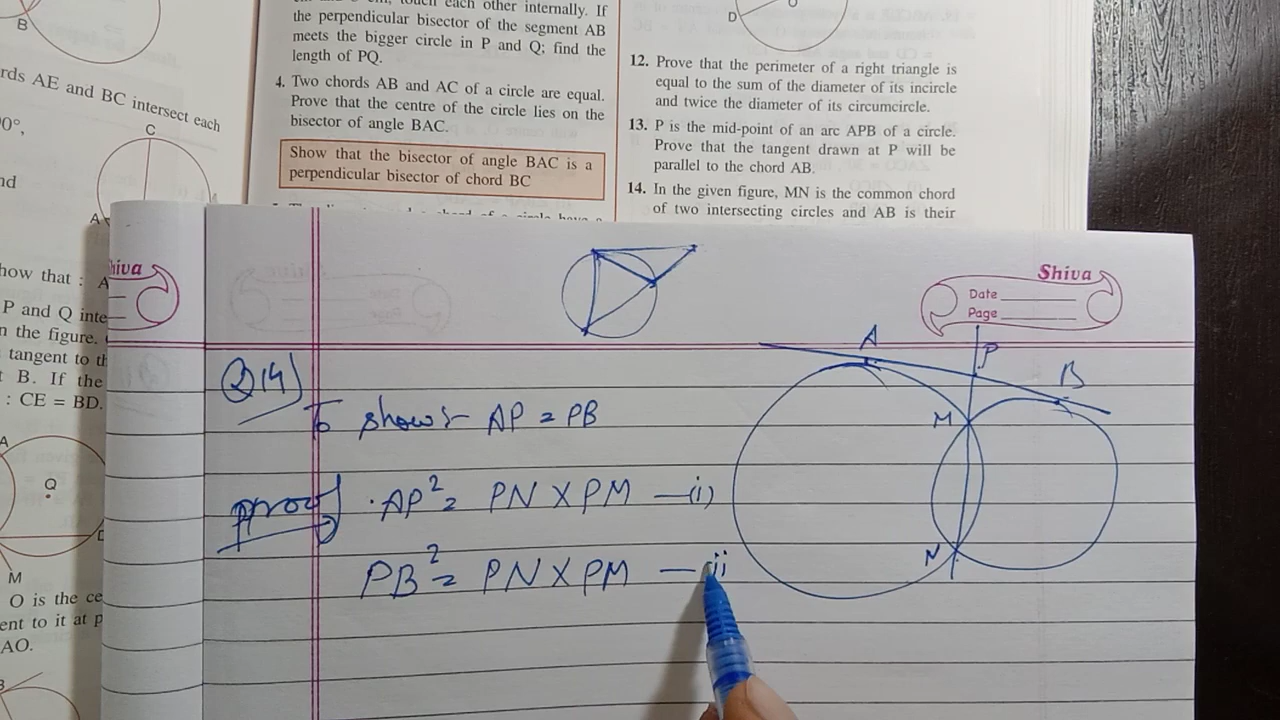 B
rds AE and BC intersect each
0°,
C
nd
A
how that : A
P and Q inte
n the figure.
tangent to th
t B. If the
: CE = BD.
A
Q
M
O is the ce
ent to it at p
AO.
B
touch each other internally. If
the perpendicular bisector of the segment AB
meets the bigger circle in P and Q; find the
length of PQ.
4. Two chords AB and AC of a circle are equal.
Prove that the centre of the circle lies on the
bisector of angle BAC.
Show that the bisector of angle BAC is a
perpendicular bisector of chord BC
D
O
12. Prove that the perimeter of a right triangle is
equal to the sum of the diameter of its incircle
and twice the diameter of its circumcircle.
13. P is the mid-point of an arc APB of a circle.
Prove that the tangent drawn at P will be
parallel to the chord AB.
14. In the given figure, MN is the common chord
of two intersecting circles and AB is their
Shiva
Shiva
Date
Page
Q14)
To show:- AP = PB
proof AP² = PN X PM —(i)
PB² = PN X PM —(ii
A
P
B
M
N